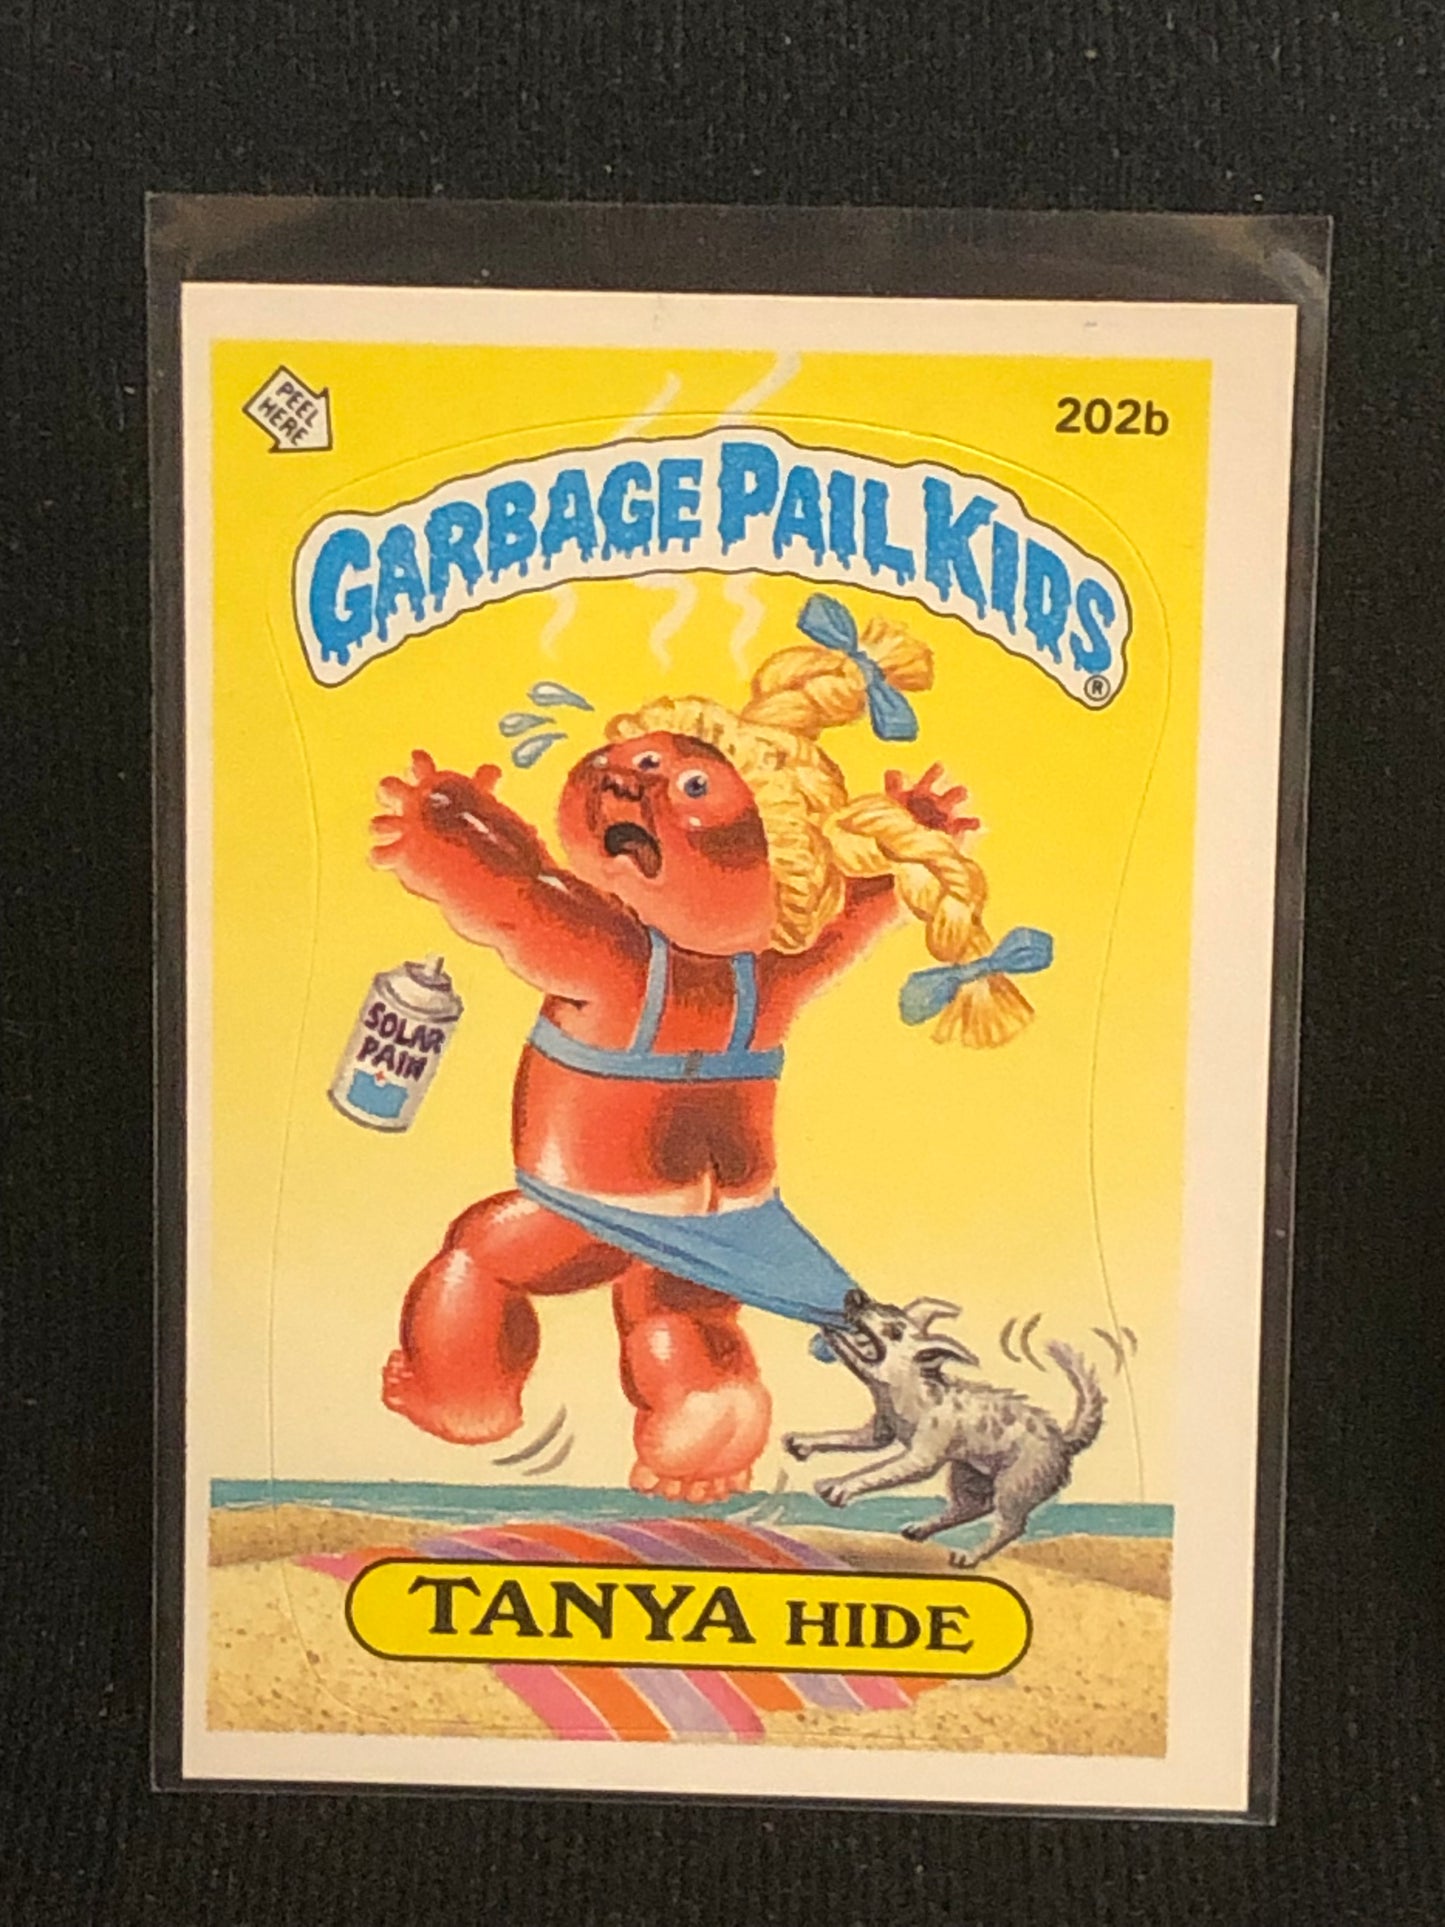 PEEL
HERE
202b
GARBAGE PAIL KIDS
®
SOLAR
PAIN
TANYA HIDE